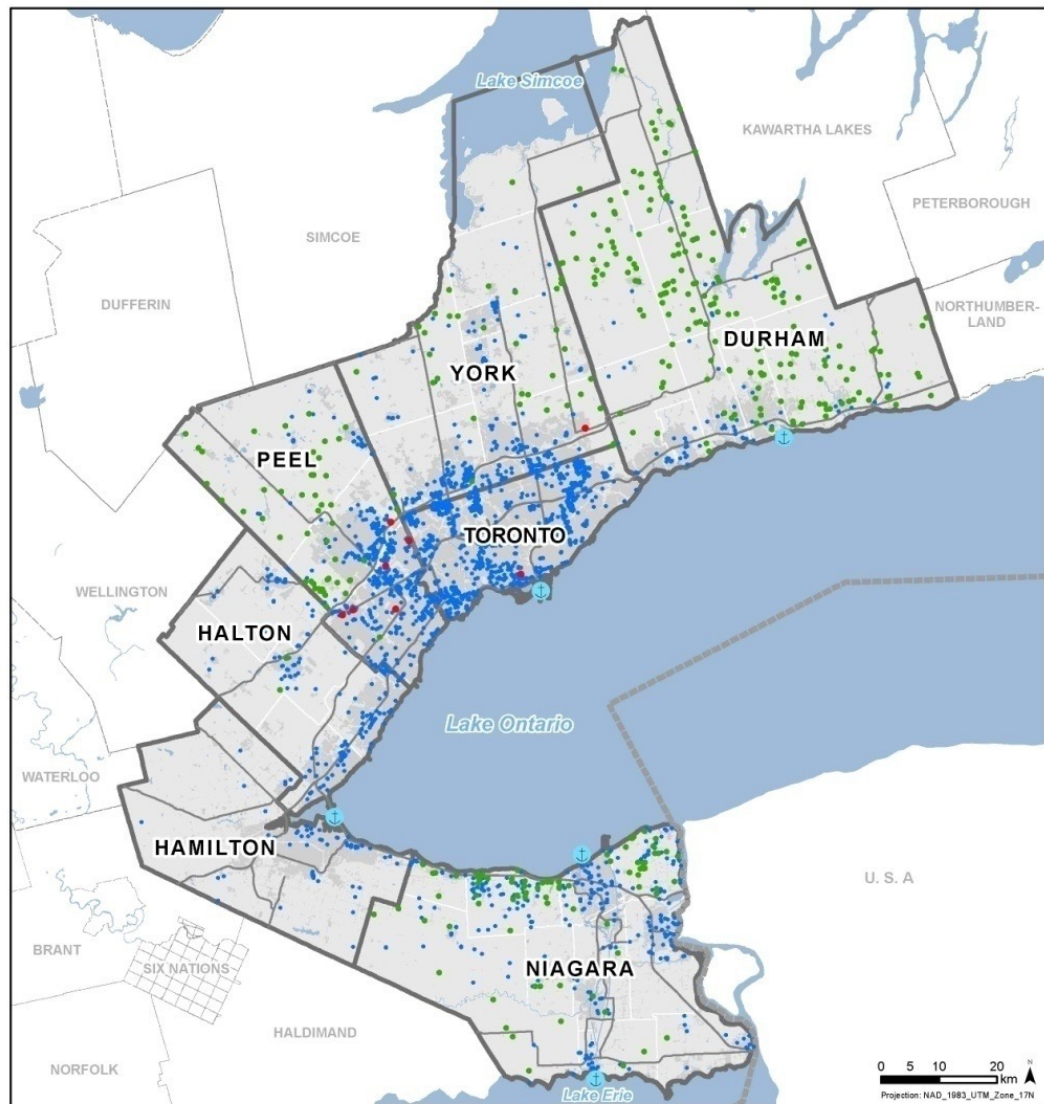 Lake Simcoe
KAWARTHA LAKES
PETERBOROUGH
SIMCOE
DUFFERIN
NORTHUMBER-
LAND
DURHAM
YORK
PEEL
TORONTO
WELLINGTON
HALTON
Lake Ontario
WATERLOO
HAMILTON
U. S. A
BRANT
SIX NATIONS
NIAGARA
HALDIMAND
NORFOLK
Lake Erie
0 5 10 20
km
N
Projection: NAD_1983_UTM_Zone_17N